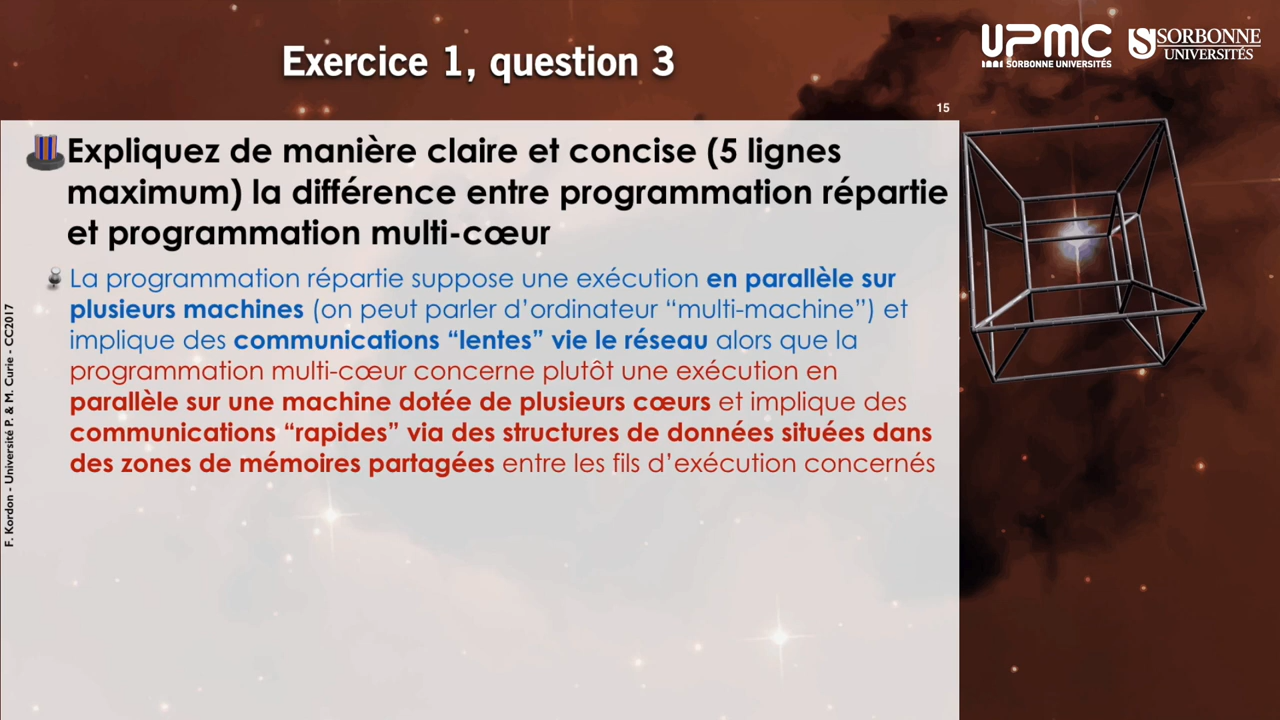 Exercice 1, question 3
UPMC
SORBONNE UNIVERSITÉS
SORBONNE
UNIVERSITÉS
15
Expliquez de manière claire et concise (5 lignes
maximum) la différence entre programmation répartie
et programmation multi-cœur
La programmation répartie suppose une exécution en parallèle sur
plusieurs machines (on peut parler d’ordinateur “multi-machine”) et
implique des communications “lentes” vie le réseau alors que la
programmation multi-cœur concerne plutôt une exécution en
parallèle sur une machine dotée de plusieurs cœurs et implique des
communications “rapides” via des structures de données situées dans
des zones de mémoires partagées entre les fils d’exécution concernés
F. Kordon - Université P. & M. Curie - CC2017